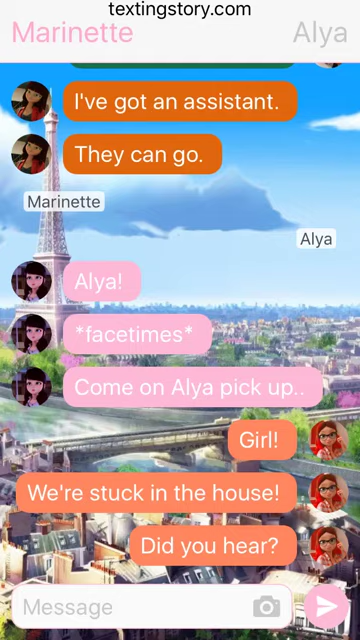 textingstory.com
Marinette
Alya
I've got an assistant.
They can go.
Marinette
Alya
Alya!
*facetimes*
Come on Alya pick up..
Girl!
We're stuck in the house!
Did you hear?
Message